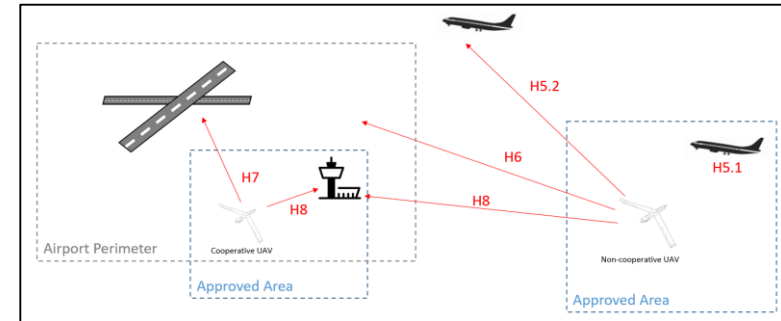 H5.2
H5.1
H6
H7
H8
H8
Airport Perimeter
Cooperative UAV
Non-cooperative UAV
Approved Area
Approved Area